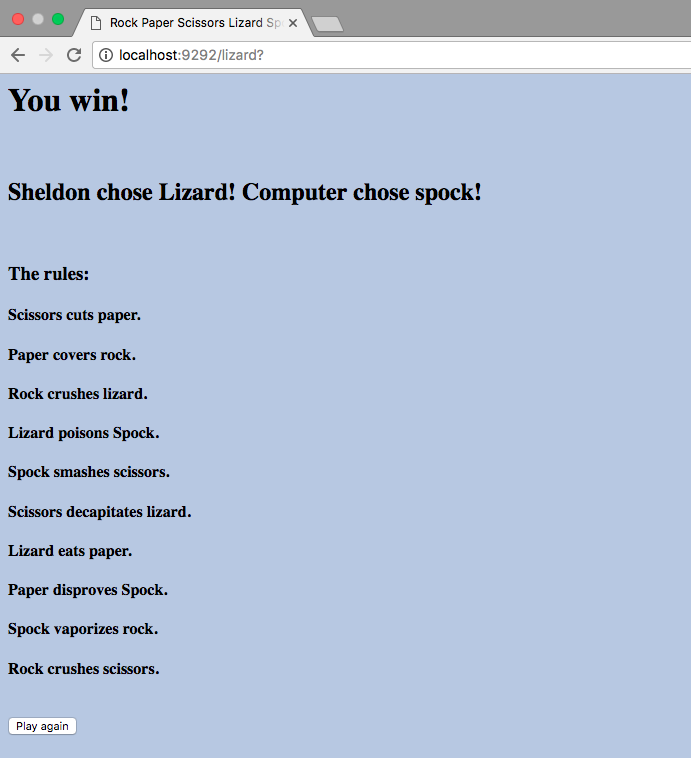 Rock Paper Scissors Lizard Sp
localhost:9292/lizard?
You win!
Sheldon chose Lizard! Computer chose spock!
The rules:
Scissors cuts paper.
Paper covers rock.
Rock crushes lizard.
Lizard poisons Spock.
Spock smashes scissors.
Scissors decapitates lizard.
Lizard eats paper.
Paper disproves Spock.
Spock vaporizes rock.
Rock crushes scissors.
Play again